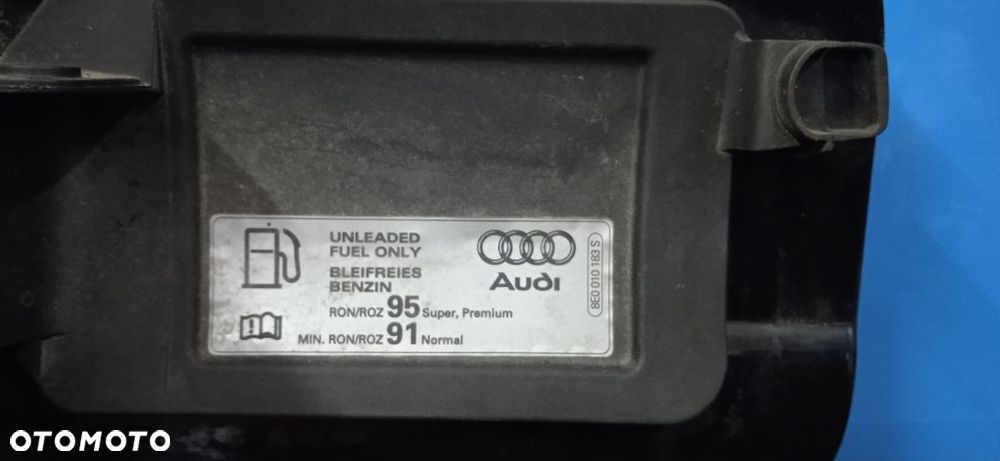 UNLEADED
FUEL ONLY
BLEIFREIES
BENZIN
RON/ROZ 95 Super, Premium
MIN. RON/ROZ 91 Normal
Audi
8E0 010 183 S
OTOMOTO